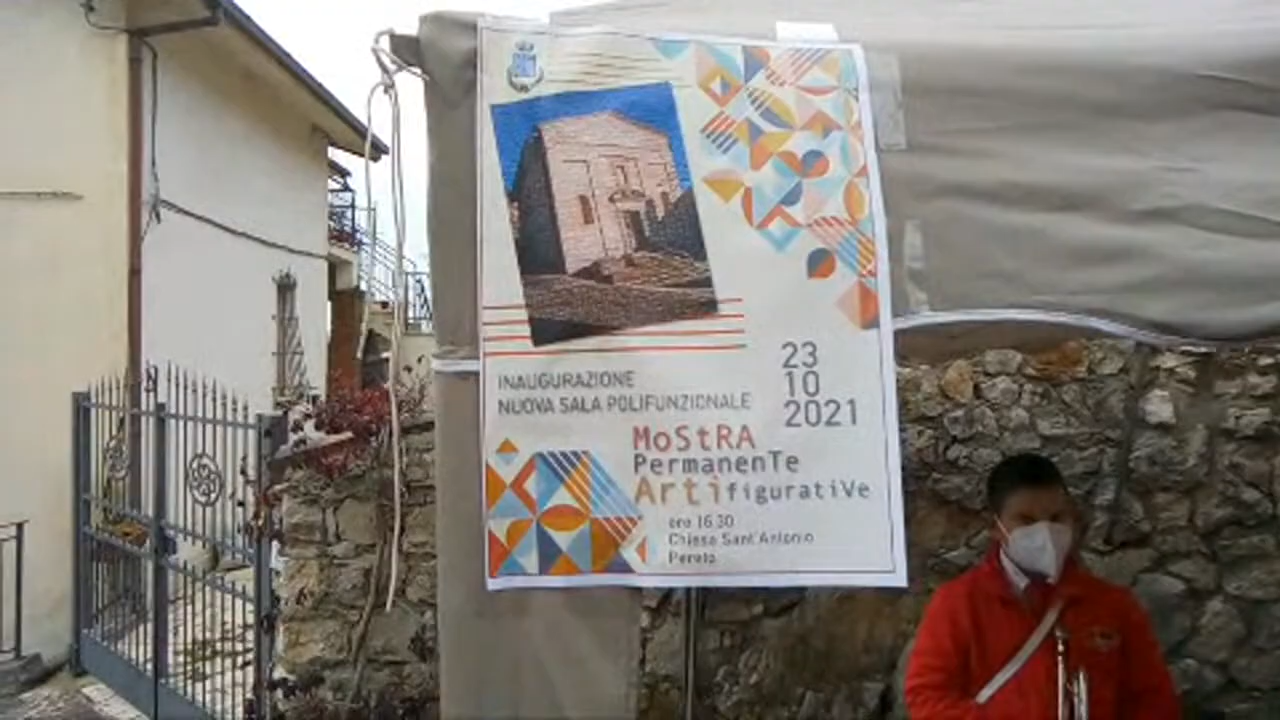 INAUGURAZIONE
NUOVA SALA POLIFUNZIONALE
23
10
2021
MoStRA
PermanenTe
Arti figuratiVe
ore 16.30
Chiesa Sant'Antonio
Pereto